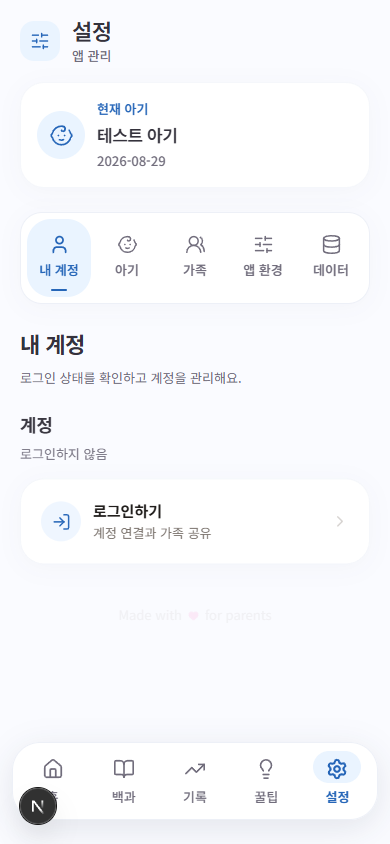 설정
앱 관리
현재 아기
테스트 아기
2026-08-29
내 계정
아기
가족
앱 환경
데이터
내 계정
로그인 상태를 확인하고 계정을 관리해요.
계정
로그인하지 않음
로그인하기
계정 연결과 가족 공유
Made with for parents
백과
기록
꿀팁
설정
N